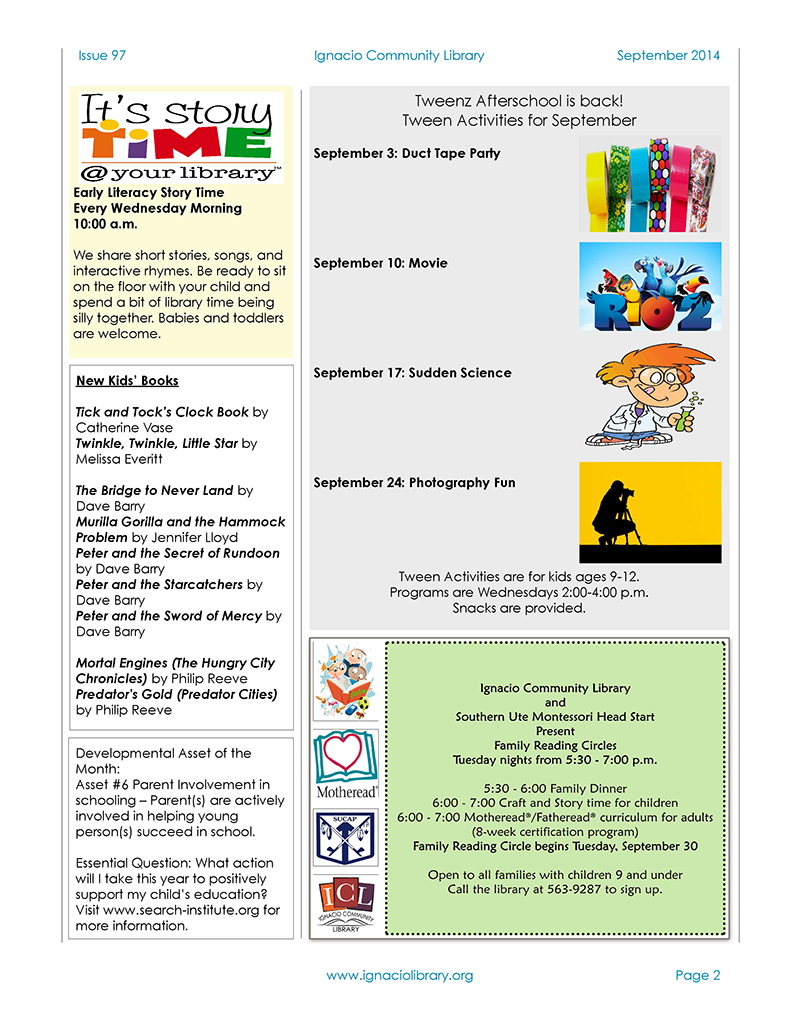 Issue 97
Ignacio Community Library
September 2014
It's story
TiME
@ your library™
Early Literacy Story Time
Every Wednesday Morning
10:00 a.m.
We share short stories, songs, and
interactive rhymes. Be ready to sit
on the floor with your child and
spend a bit of library time being
silly together. Babies and toddlers
are welcome.
New Kids' Books
Tick and Tock's Clock Book by
Catherine Vase
Twinkle, Twinkle, Little Star by
Melissa Everitt
The Bridge to Never Land by
Dave Barry
Murilla Gorilla and the Hammock
Problem by Jennifer Lloyd
Peter and the Secret of Rundoon
by Dave Barry
Peter and the Starcatchers by
Dave Barry
Peter and the Sword of Mercy by
Dave Barry
Mortal Engines (The Hungry City
Chronicles) by Philip Reeve
Predator's Gold (Predator Cities)
by Philip Reeve
Developmental Asset of the
Month:
Asset #6 Parent Involvement in
schooling – Parent(s) are actively
involved in helping young
person(s) succeed in school.
Essential Question: What action
will I take this year to positively
support my child's education?
Visit www.search-institute.org for
more information.
Tweenz Afterschool is back!
Tween Activities for September
September 3: Duct Tape Party
September 10: Movie
RIO 2
September 17: Sudden Science
September 24: Photography Fun
Tween Activities are for kids ages 9-12.
Programs are Wednesdays 2:00-4:00 p.m.
Snacks are provided.
Motheread®
SUCAP
ICL
IGNACIO COMMUNITY
LIBRARY
Ignacio Community Library
and
Southern Ute Montessori Head Start
Present
Family Reading Circles
Tuesday nights from 5:30 - 7:00 p.m.
5:30 - 6:00 Family Dinner
6:00 - 7:00 Craft and Story time for children
6:00 - 7:00 Motheread®/Fatheread® curriculum for adults
(8-week certification program)
Family Reading Circle begins Tuesday, September 30
Open to all families with children 9 and under
Call the library at 563-9287 to sign up.
www.ignaciolibrary.org
Page 2